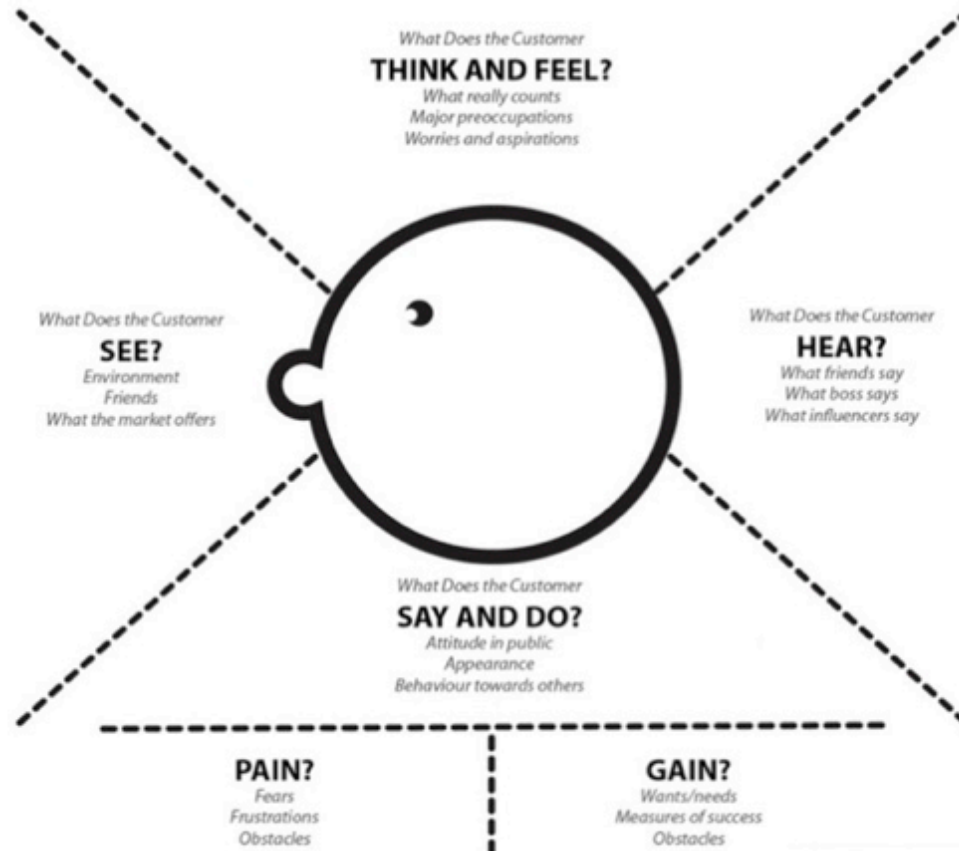 What Does the Customer
THINK AND FEEL?
What really counts
Major preoccupations
Worries and aspirations
What Does the Customer
SEE?
Environment
Friends
What the market offers
What Does the Customer
HEAR?
What friends say
What boss says
What influencers say
What Does the Customer
SAY AND DO?
Attitude in public
Appearance
Behaviour towards others
PAIN?
Fears
Frustrations
Obstacles
GAIN?
Wants/needs
Measures of success
Obstacles